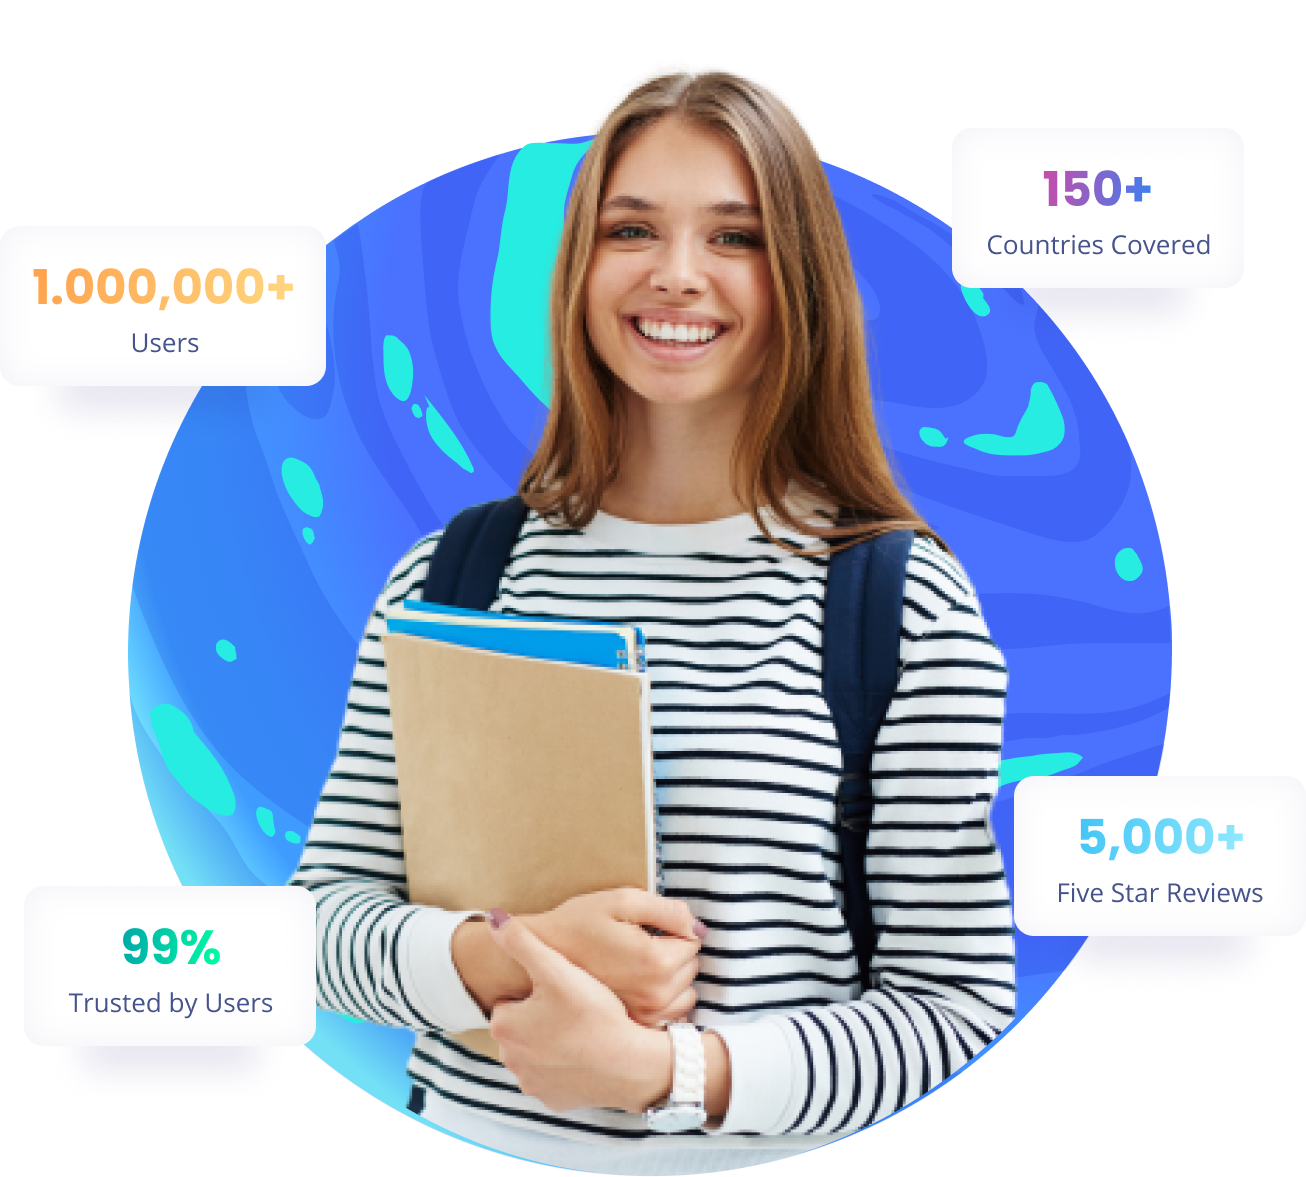 150+
Countries Covered
1.000,000+
Users
5,000+
Five Star Reviews
99%
Trusted by Users